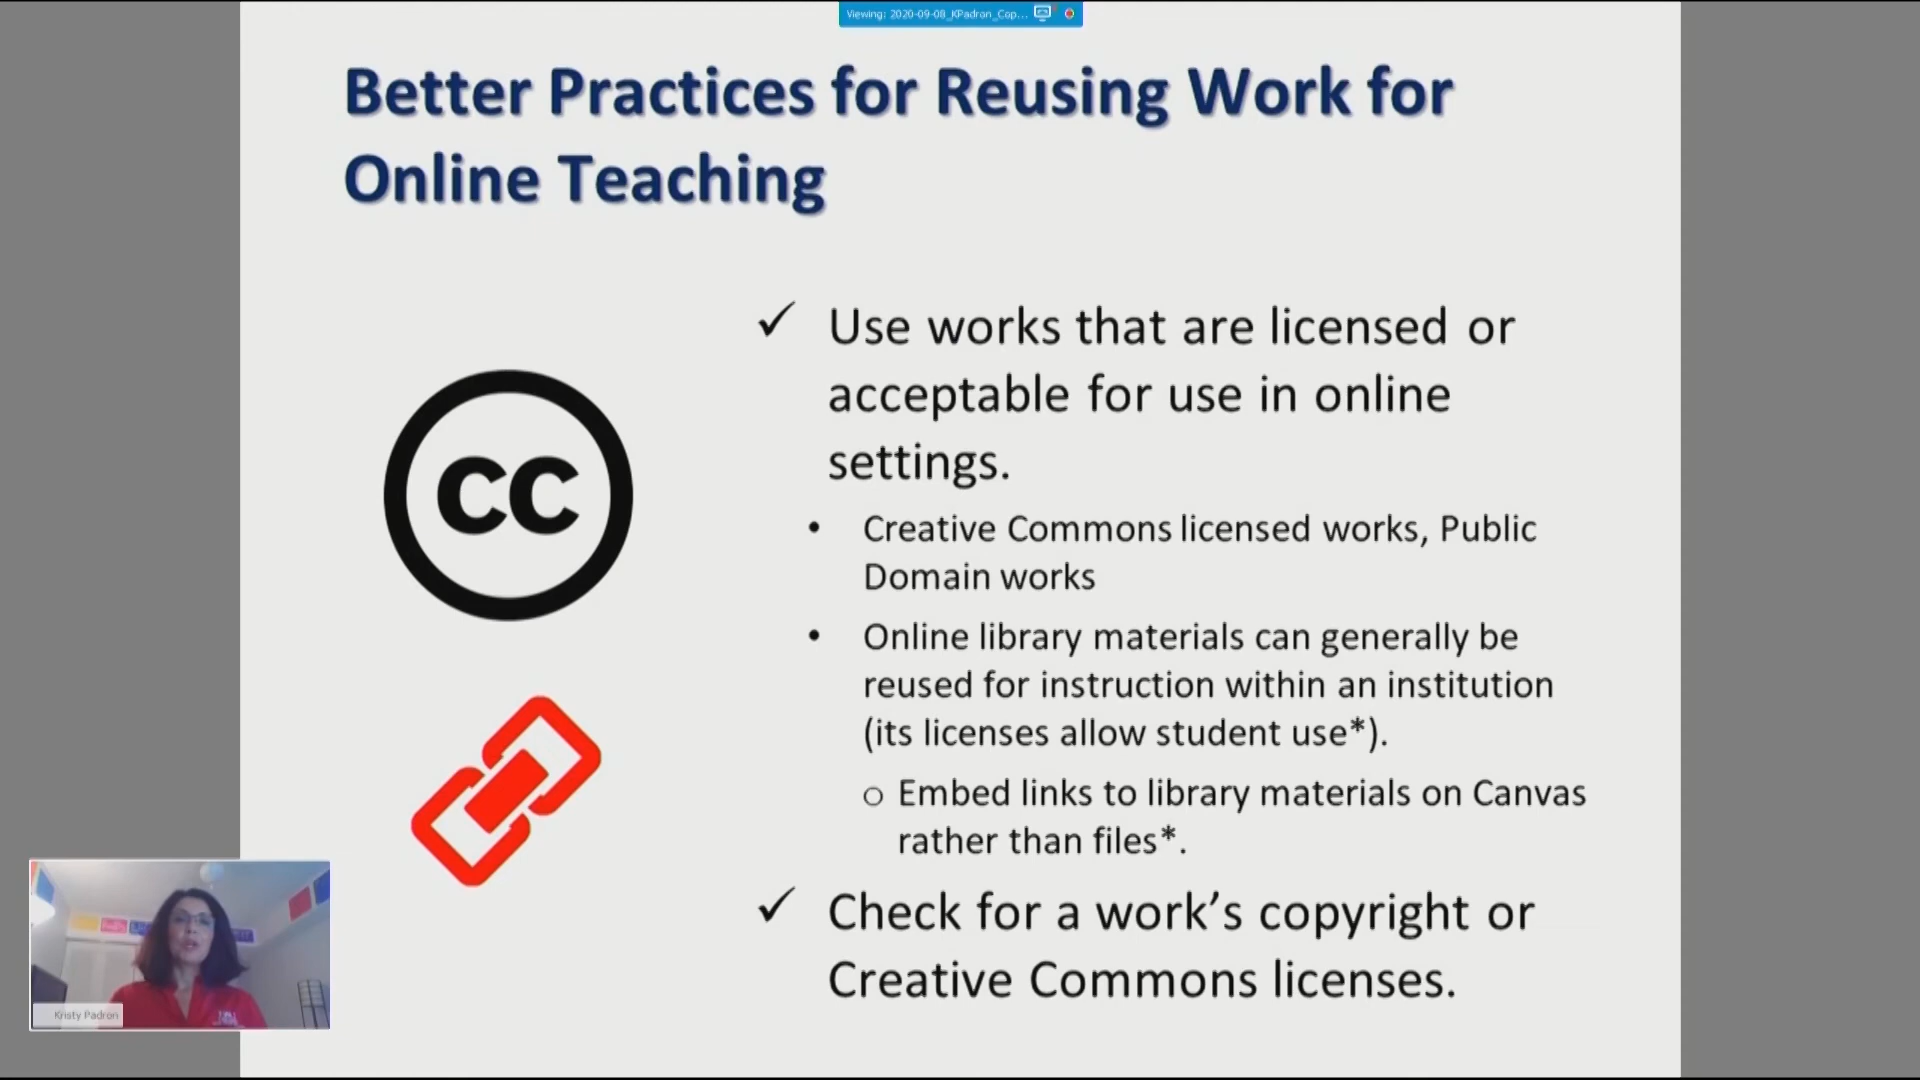 Viewing: 2020-09-08_KPadron_Cop...
Better Practices for Reusing Work for
Online Teaching
✓ Use works that are licensed or
acceptable for use in online
settings.
• Creative Commons licensed works, Public
Domain works
• Online library materials can generally be
reused for instruction within an institution
(its licenses allow student use*).
o Embed links to library materials on Canvas
rather than files*.
✓ Check for a work’s copyright or
Creative Commons licenses.
cc
Kristy Padron